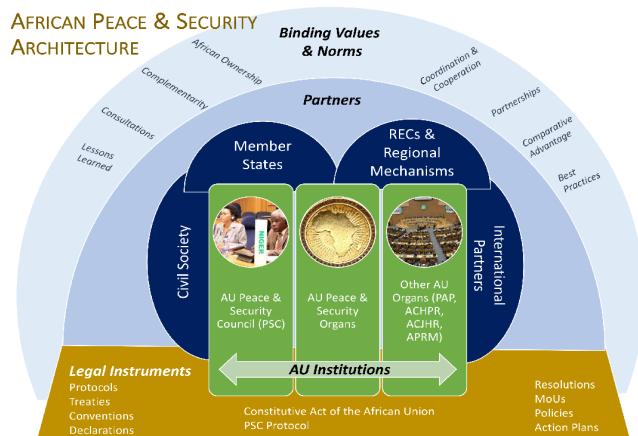 AFRICAN PEACE & SECURITY
ARCHITECTURE
Binding Values
& Norms
African Ownership
Complementarity
Consultations
Lessons
Learned
Coordination &
Cooperation
Partnerships
Comparative
Advantage
Best
Practices
Partners
Member
States
RECs &
Regional
Mechanisms
Civil Society
International
Partners
NIGER
AU Peace &
Security
Council (PSC)
AU Peace &
Security
Organs
Other AU
Organs (PAP,
ACHPR,
ACJHR,
APRM)
AU Institutions
Legal Instruments
Protocols
Treaties
Conventions
Declarations
Constitutive Act of the African Union
PSC Protocol
Resolutions
MoUs
Policies
Action Plans